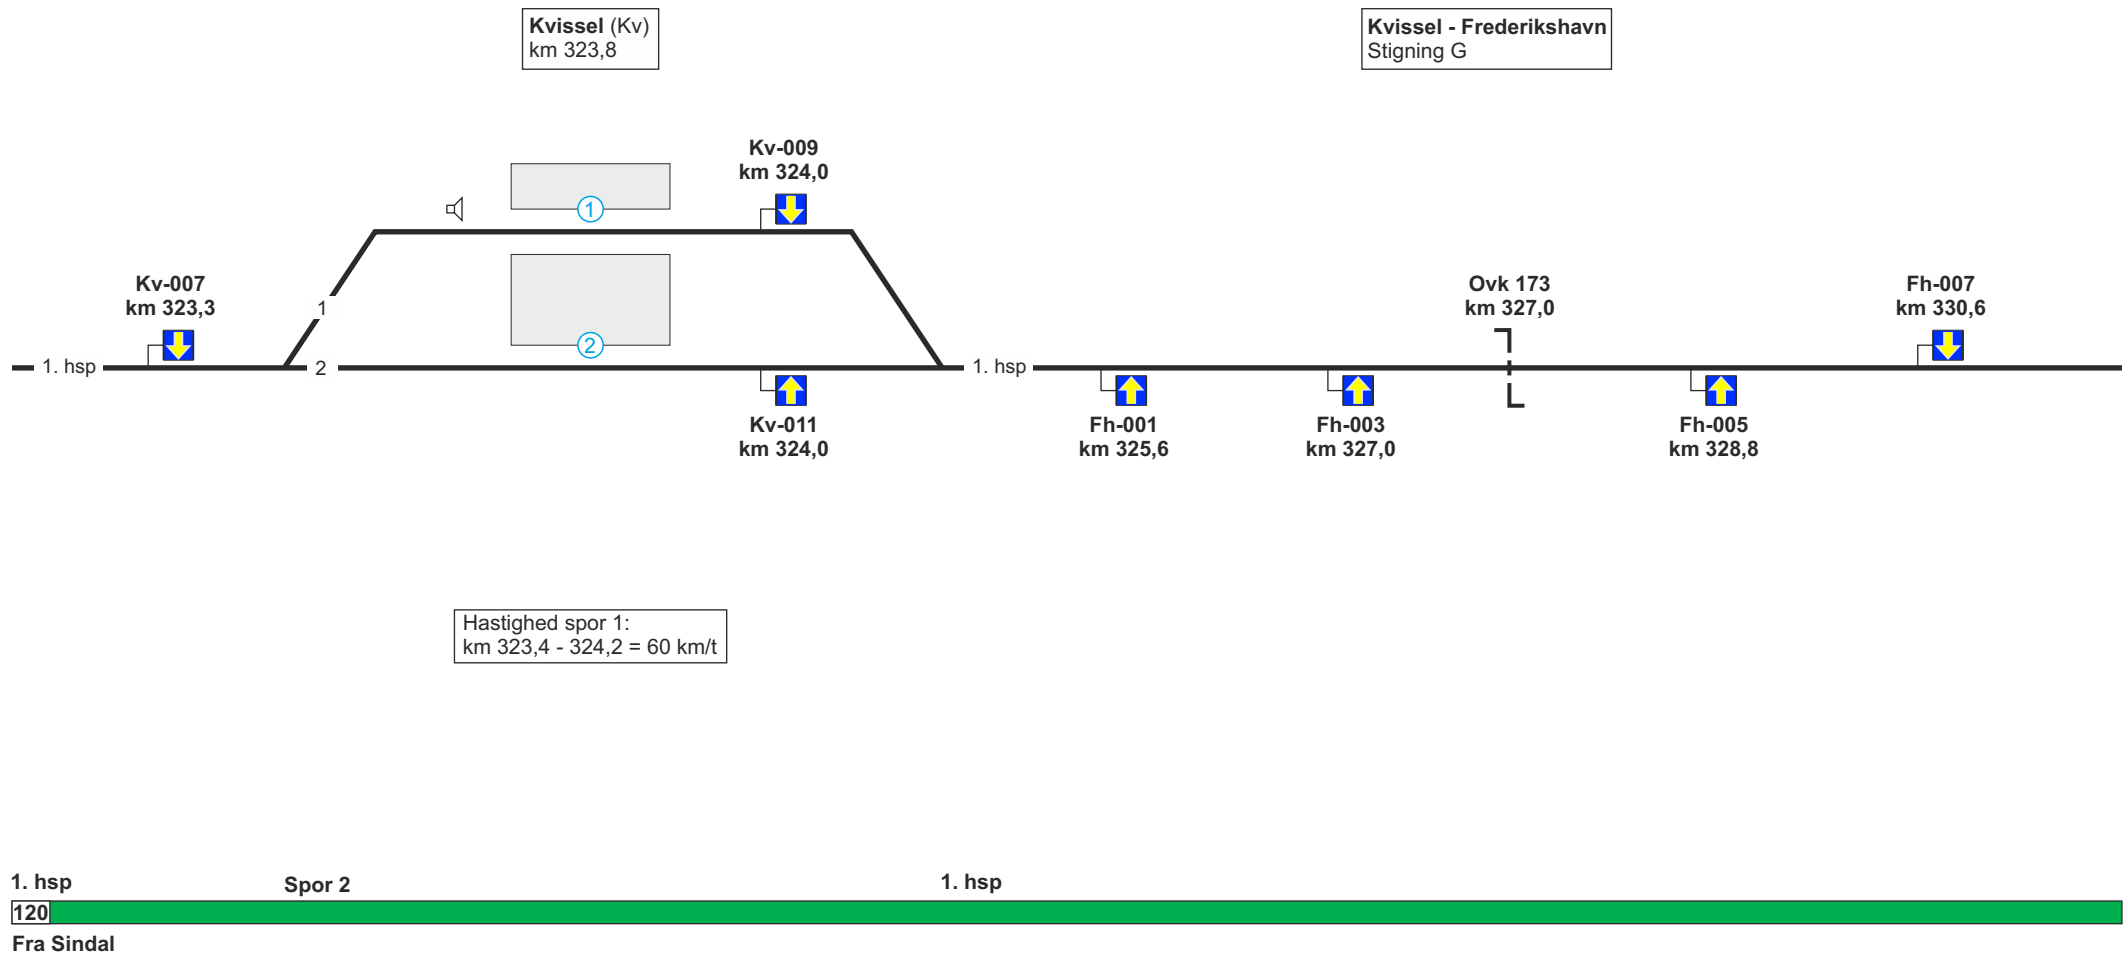 Kvissel (Kv)
km 323,8
Kvissel - Frederikshavn
Stigning G
Kv-009
km 324,0
1
Kv-007
km 323,3
1
2
Ovk 173
km 327,0
Fh-007
km 330,6
1. hsp
2
1. hsp
Kv-011
km 324,0
Fh-001
km 325,6
Fh-003
km 327,0
Fh-005
km 328,8
Hastighed spor 1:
km 323,4 - 324,2 = 60 km/t
1. hsp
Spor 2
1. hsp
120
Fra Sindal